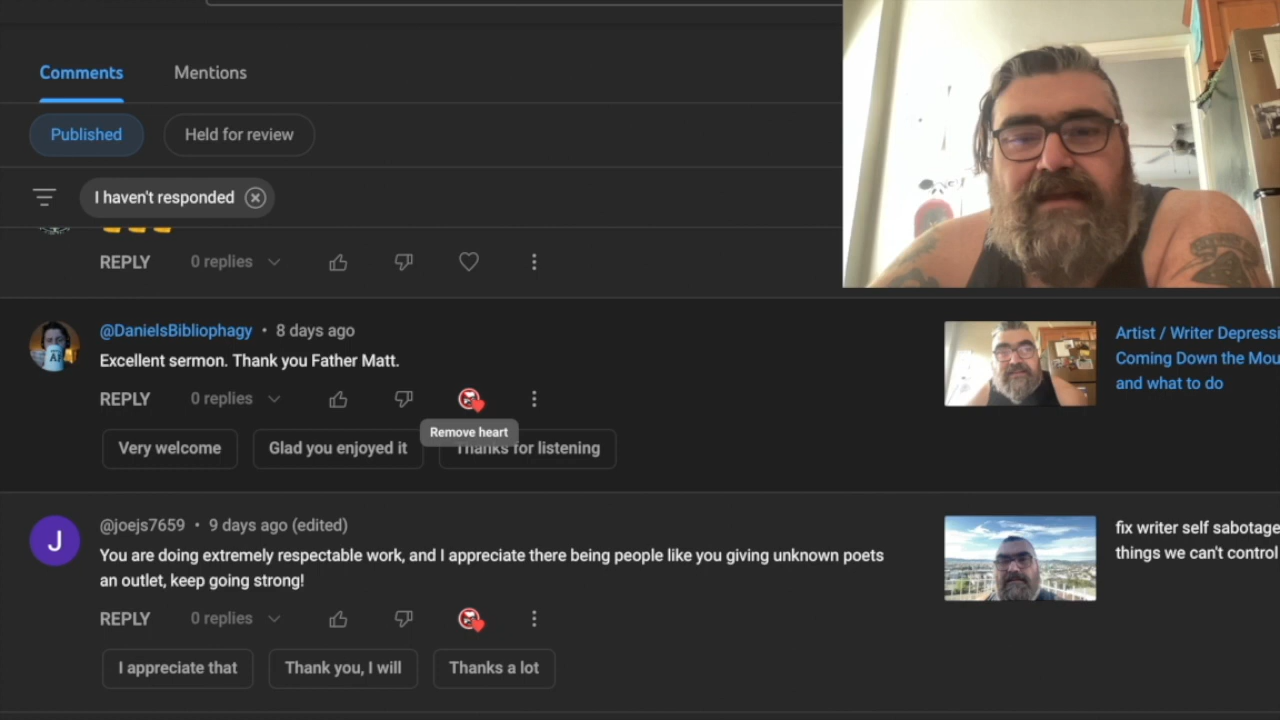 Comments
Mentions
Published
Held for review
I haven't responded
REPLY
0 replies
@DanielsBibliophagy • 8 days ago
Excellent sermon. Thank you Father Matt.
REPLY
0 replies
Remove heart
Very welcome
Glad you enjoyed it
Thanks for listening
Artist / Writer Depressi
Coming Down the Mou
and what to do
J
@joejs7659 • 9 days ago (edited)
You are doing extremely respectable work, and I appreciate there being people like you giving unknown poets
an outlet, keep going strong!
REPLY
0 replies
I appreciate that
Thank you, I will
Thanks a lot
fix writer self sabotage
things we can't control